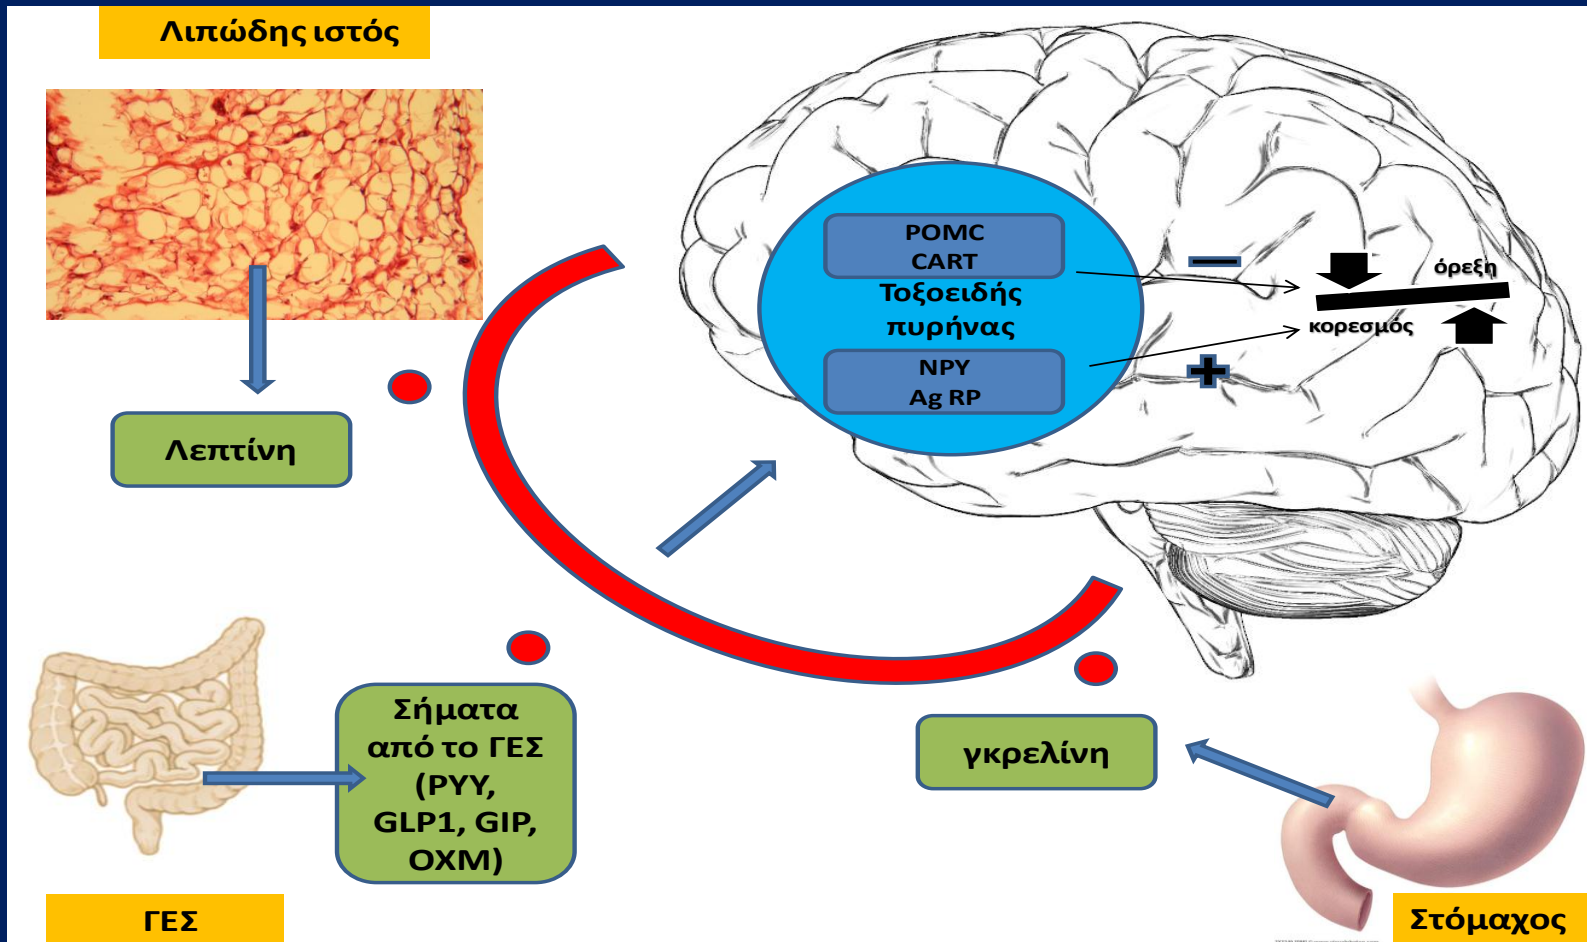 Λιπώδης ιστός
POMC
CART
Τοξοειδής
πυρήνας
NPY
Ag RP
−
+
όρεξη
κορεσμός
Λεπτίνη
Σήματα
από το ΓΕΣ
(PYY,
GLP1, GIP,
OXM)
γκρελίνη
ΓΕΣ
Στόμαχος